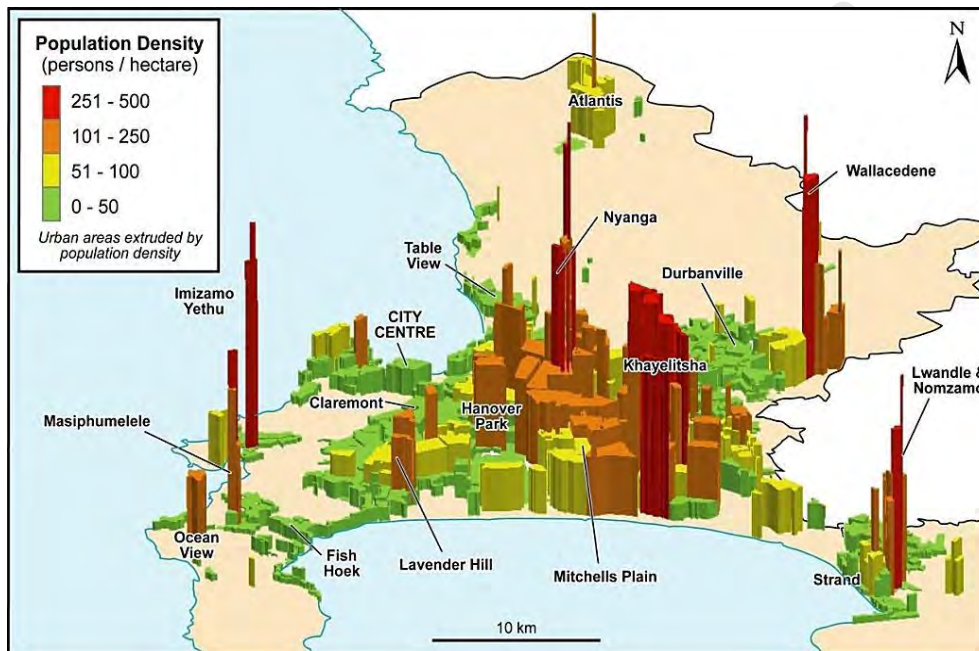 Population Density
(persons / hectare)
251 - 500
101 - 250
51 - 100
0 - 50
Urban areas extruded by
population density
N
Atlantis
Wallacedene
Nyanga
Table
View
Durbanville
Imizamo
Yethu
CITY
CENTRE
Khayelitsha
Lwandle &
Nomzamo
Claremont
Hanover
Park
Masiphumelele
Ocean
View
Fish
Hoek
Lavender Hill
Mitchells Plain
Strand
10 km